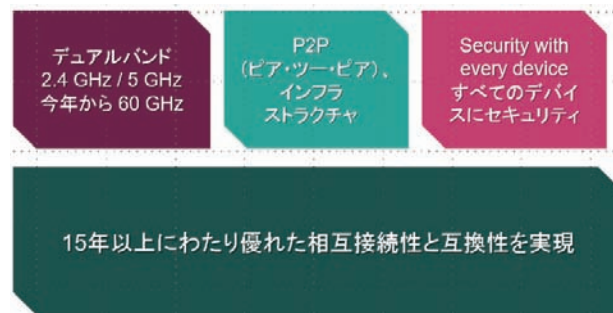 デュアルバンド
2.4 GHz / 5 GHz
今年から 60 GHz
P2P
(ピア・ツー・ピア)、
インフラ
ストラクチャ
Security with
every device
すべてのデバイ
スにセキュリティ
15年以上にわたり優れた相互接続性と互換性を実現